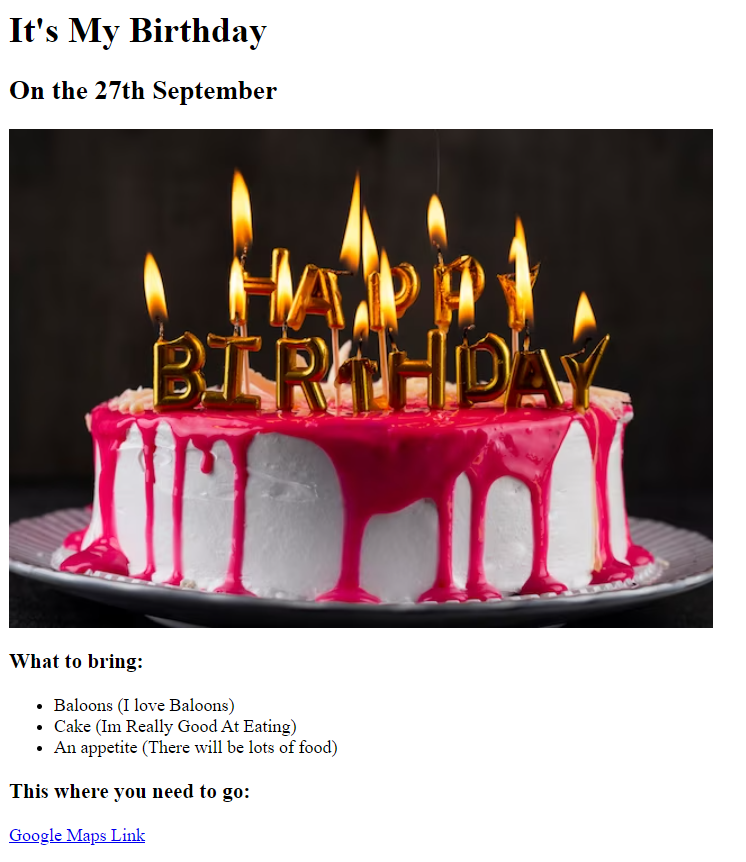 It's My Birthday
On the 27th September
HAPPY
BIRTHDAY
What to bring:
Baloons (I love Baloons)
Cake (Im Really Good At Eating)
An appetite (There will be lots of food)
This where you need to go:
Google Maps Link